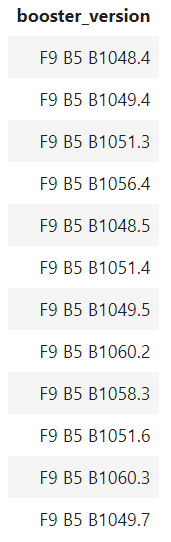 booster_version
F9 B5 B1048.4
F9 B5 B1049.4
F9 B5 B1051.3
F9 B5 B1056.4
F9 B5 B1048.5
F9 B5 B1051.4
F9 B5 B1049.5
F9 B5 B1060.2
F9 B5 B1058.3
F9 B5 B1051.6
F9 B5 B1060.3
F9 B5 B1049.7